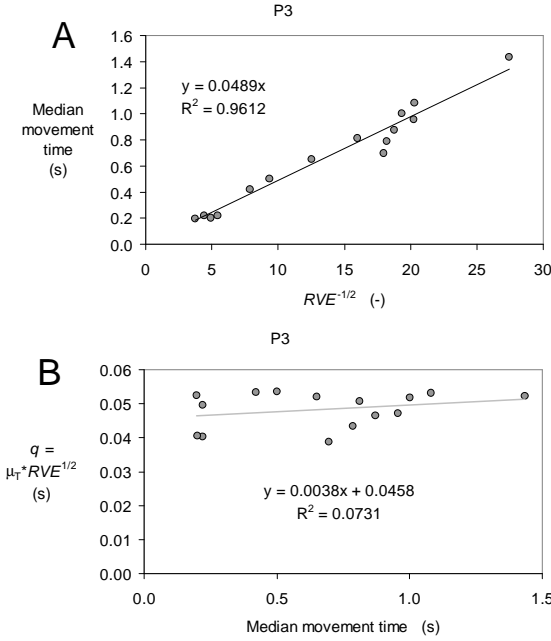 P3
A
1.6
1.4
1.2
1.0
0.8
0.6
0.4
0.2
0.0
Median
movement
time
(s)
y = 0.0489x
R² = 0.9612
0 5 10 15 20 25 30
RVE⁻¹/² (-)
P3
B
0.06
0.05
0.04
0.03
0.02
0.01
0.00
q =
μT*RVE¹/²
(s)
y = 0.0038x + 0.0458
R² = 0.0731
0.0 0.5 1.0 1.5
Median movement time (s)